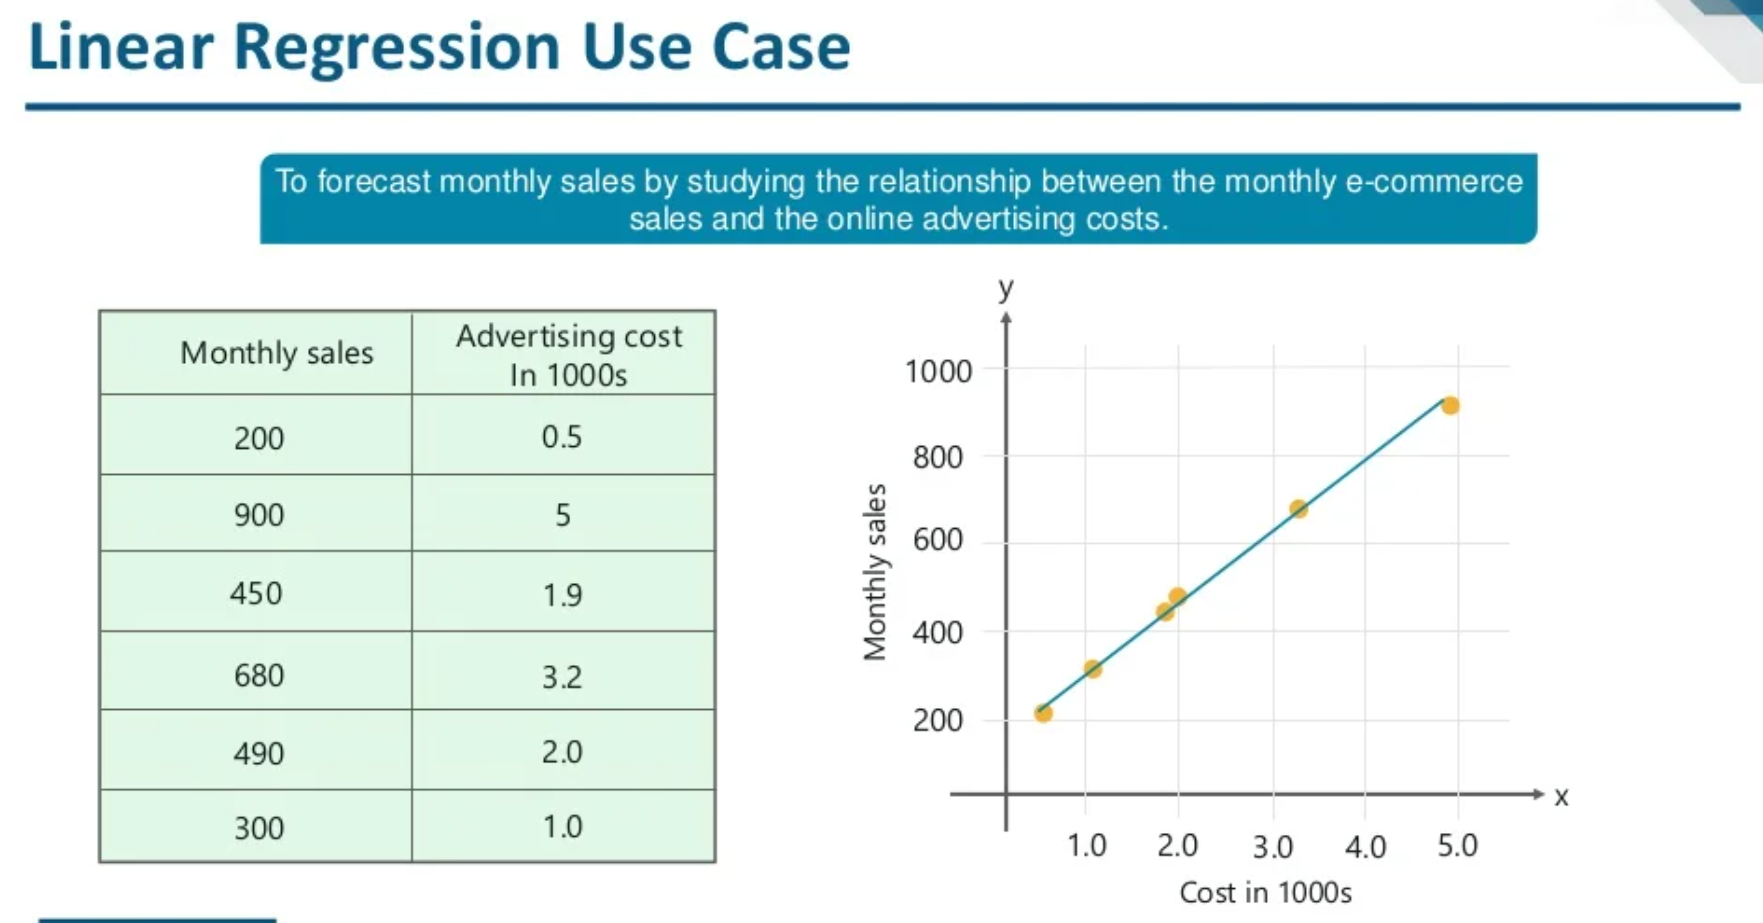 Linear Regression Use Case
To forecast monthly sales by studying the relationship between the monthly e-commerce
sales and the online advertising costs.
Monthly sales
Advertising cost
In 1000s
200
0.5
900
5
450
1.9
680
3.2
490
2.0
300
1.0
y
1000
800
600
400
200
Monthly sales
x
1.0 2.0 3.0 4.0 5.0
Cost in 1000s